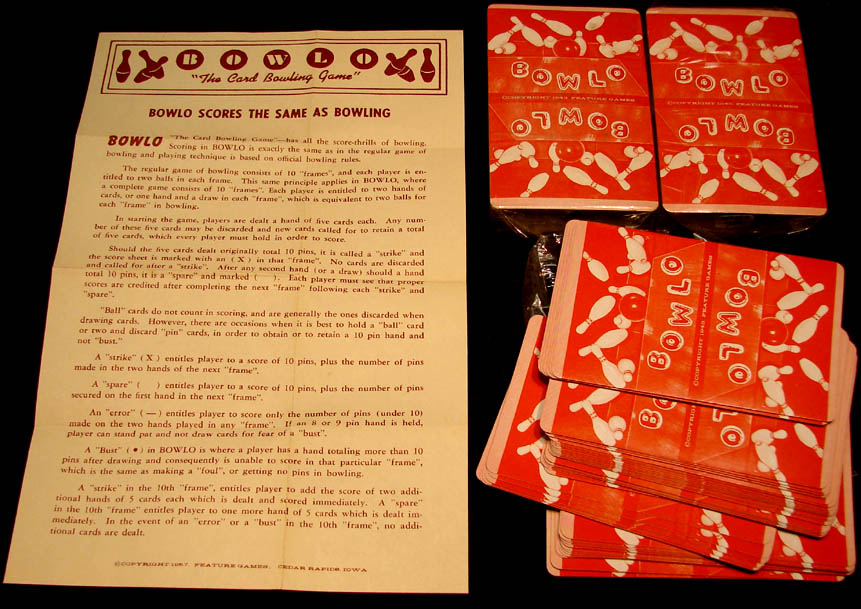 BOWLO
"The Card Bowling Game"
BOWLO SCORES THE SAME AS BOWLING
BOWLO "The Card Bowling Game"—has all the score-thrills of bowling.
Scoring in BOWLO is exactly the same as in the regular game of
bowling and playing technique is based on official bowling rules.
The regular game of bowling consists of 10 "frames", and each player is en-
titled to two balls in each frame. This same principle applies in BOWLO, where
a complete game consists of 10 "frames". Each player is entitled to two hands of
cards, or one hand and a draw in each "frame", which is equivalent to two balls for
each "frame" in bowling.
In starting the game, players are dealt a hand of five cards each. Any num-
ber of these five cards may be discarded and new cards called for to retain a total
of five cards, which every player must hold in order to score.
Should the five cards dealt originally total 10 pins, it is called a "strike" and
the score sheet is marked with an (X) in that "frame". No cards are discarded
and called for after a "strike". After any second hand (or a draw) should a hand
total 10 pins, it is a "spare" and marked ( ). Each player must see that proper
scores are credited after completing the next "frame" following each "strike" and
"spare".
"Ball" cards do not count in scoring, and are generally the ones discarded when
drawing cards. However, there are occasions when it is best to hold a "ball" card
or two and discard "pin" cards, in order to obtain or to retain a 10 pin hand and
not "bust."
A "strike" (X) entitles player to a score of 10 pins, plus the number of pins
made in the two hands of the next "frame".
A "spare" ( ) entitles player to a score of 10 pins, plus the number of pins
secured on the first hand in the next "frame".
An "error" (—) entitles player to score only the number of pins (under 10)
made on the two hands played in any "frame". If an 8 or 9 pin hand is held,
player can stand pat and not draw cards for fear of a "bust".
A "Bust" (•) in BOWLO is where a player has a hand totaling more than 10
pins after drawing and consequently is unable to score in that particular "frame",
which is the same as making a "foul", or getting no pins in bowling.
A "strike" in the 10th "frame", entitles player to add the score of two addi-
tional hands of 5 cards each which is dealt and scored immediately. A "spare"
in the 10th "frame" entitles player to one more hand of 5 cards which is dealt im-
mediately. In the event of an "error" or a "bust" in the 10th "frame", no addi-
tional cards are dealt.
©COPYRIGHT 1957, FEATURE GAMES, CEDAR RAPIDS, IOWA
BOWLO
©COPYRIGHT FEATURE GAMES
BOWLO
BOWLO
©COPYRIGHT FEATURE GAMES
BOWLO
BOWLO
©COPYRIGHT FEATURE GAMES
BOWLO